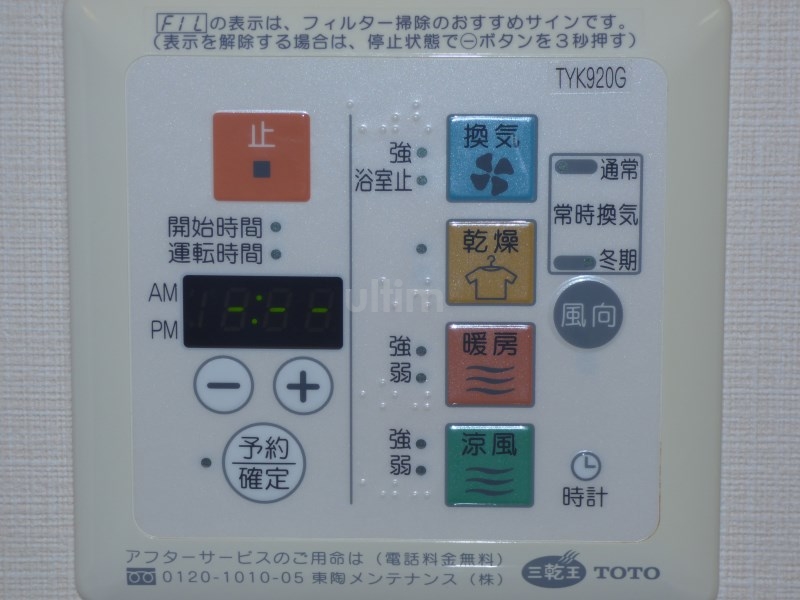 FILの表示は、フィルター掃除のおすすめサインです。
(表示を解除する場合は、停止状態で⊖ボタンを3秒押す)
TYK920G
止
換気
強
浴室止
通常
常時換気
冬期
開始時間
運転時間
乾燥
AM
PM
-:- -
ultim
風向
暖房
強
弱
− +
予約
確定
涼風
強
弱
時計
アフターサービスのご用命は(電話料金無料)
0120-1010-05 東陶メンテナンス(株)
三乾王 TOTO